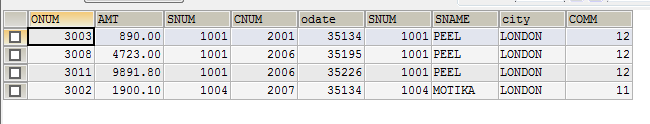 ONUM AMT SNUM CNUM odate SNUM SNAME city COMM
3003 890.00 1001 2001 35134 1001 PEEL LONDON 12
3008 4723.00 1001 2006 35195 1001 PEEL LONDON 12
3011 9891.80 1001 2006 35226 1001 PEEL LONDON 12
3002 1900.10 1004 2007 35134 1004 MOTIKA LONDON 11